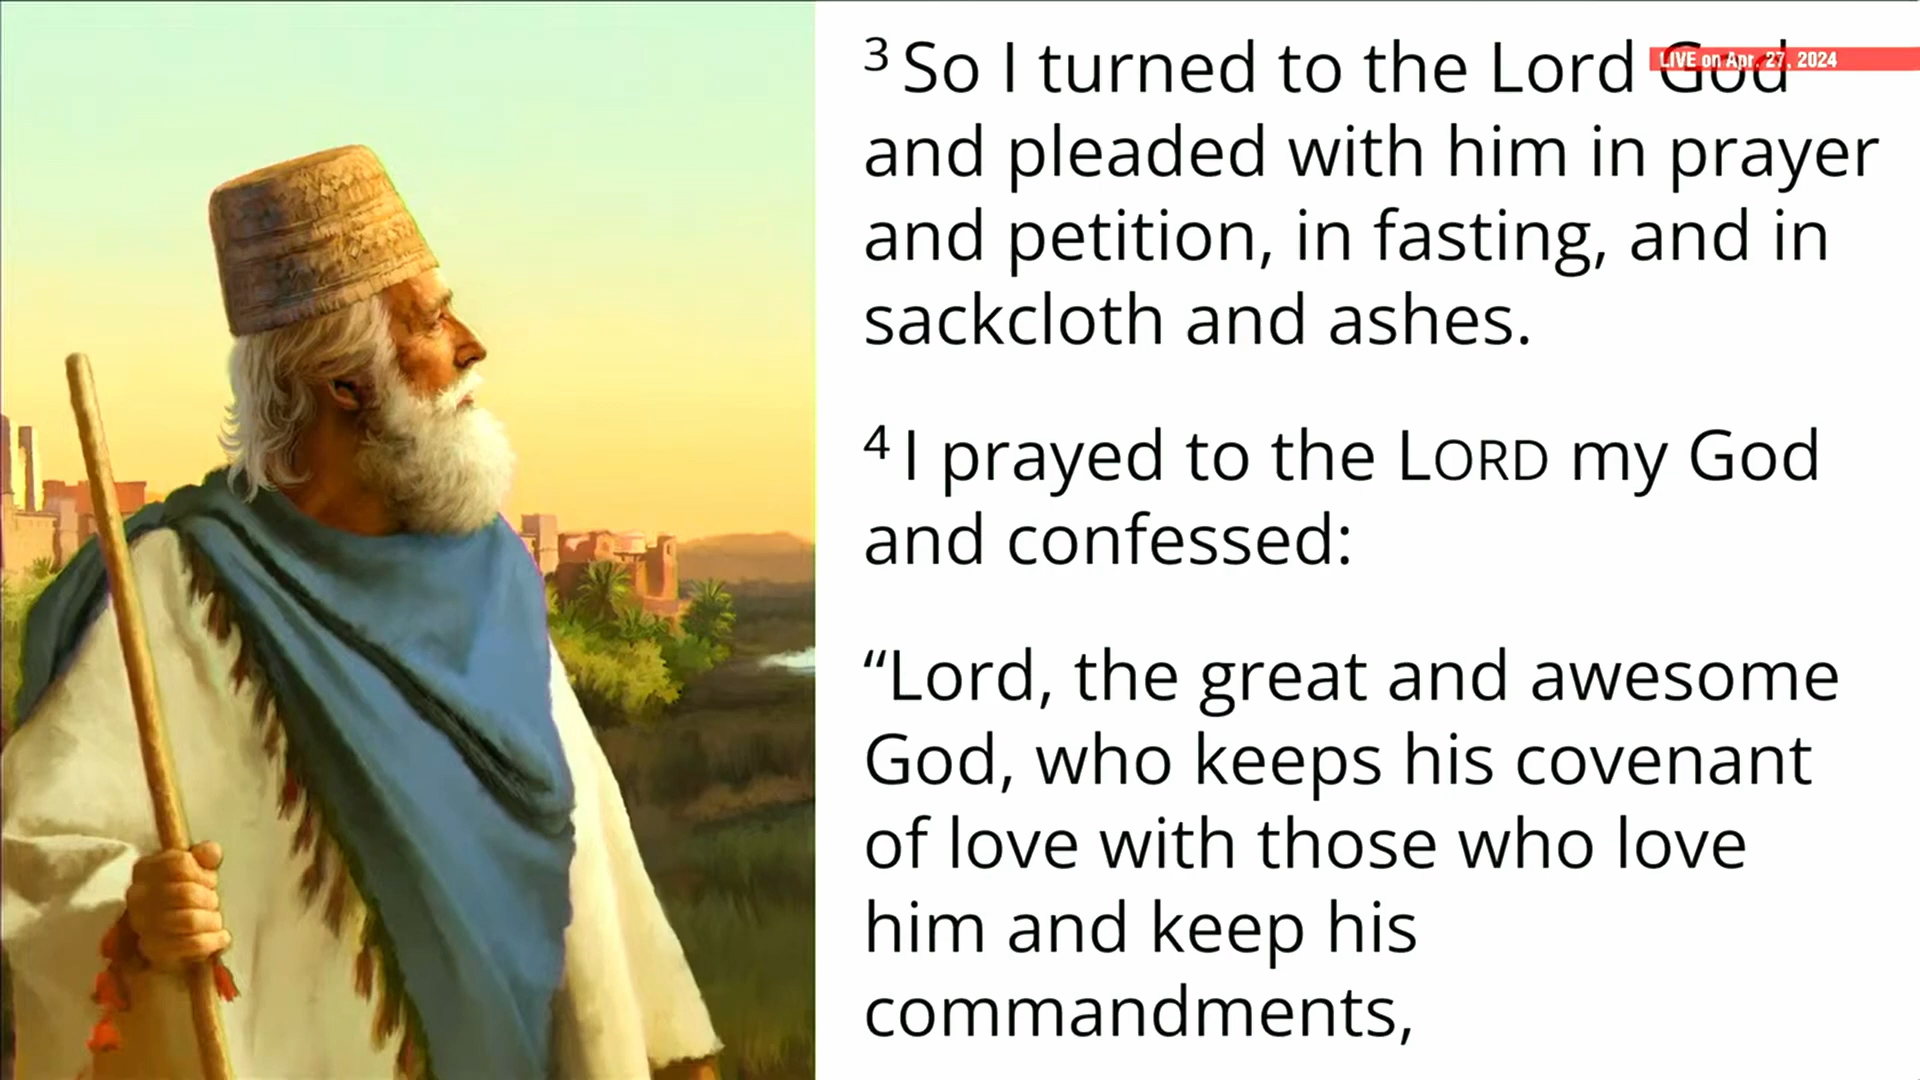 ³ So I turned to the Lord God
LIVE on Apr. 27, 2024
and pleaded with him in prayer
and petition, in fasting, and in
sackcloth and ashes.
⁴ I prayed to the LORD my God
and confessed:
“Lord, the great and awesome
God, who keeps his covenant
of love with those who love
him and keep his
commandments,